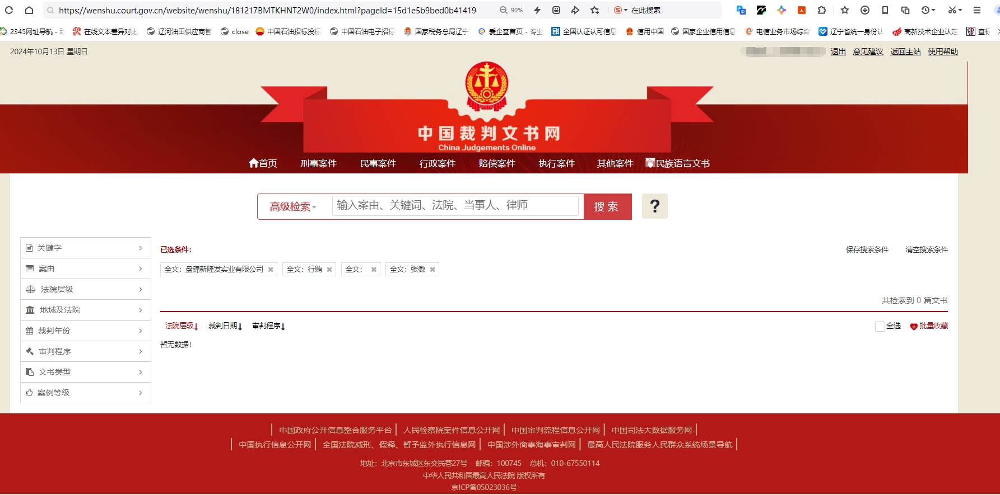 https://wenshu.court.gov.cn/website/wenshu/181217BMTKHNT2W0/index.html?pageId=15d1e5b9bed0b41419
90%
在此搜索
2345网址导航 - 致
在线文本差异对比
辽河油田供应商管
close
中国石油招标投标
中国石油电子招标
国家税务总局辽宁
爱企查首页 - 专业
全国认证认可信息
信用中国
国家企业信用信息
电信业务市场综合
辽宁省统一身份认
高新技术企业认定
查标
2024年10月13日 星期日
退出 意见建议 返回主站 使用帮助
中国裁判文书网
China Judgements Online
首页 刑事案件 民事案件 行政案件 赔偿案件 执行案件 其他案件 民族语言文书
高级检索 输入案由、关键词、法院、当事人、律师 搜索 ?
关键字
案由
法院层级
地域及法院
裁判年份
审判程序
文书类型
案例等级
已选条件:
保存搜索条件 清空搜索条件
全文：盘锦新隆发实业有限公司 全文：行贿 全文： 全文：张微
共检索到 0 篇文书
法院层级 裁判日期 审判程序
全选 批量收藏
暂无数据!
中国政府公开信息整合服务平台 人民检察院案件信息公开网 中国审判流程信息公开网 中国司法大数据服务网
中国执行信息公开网 全国法院减刑、假释、暂予监外执行信息网 中国涉外商事海事审判网 最高人民法院服务人民群众系统场景导航
地址：北京市东城区东交民巷27号 邮编：100745 总机：010-67550114
中华人民共和国最高人民法院 版权所有
京ICP备05023036号